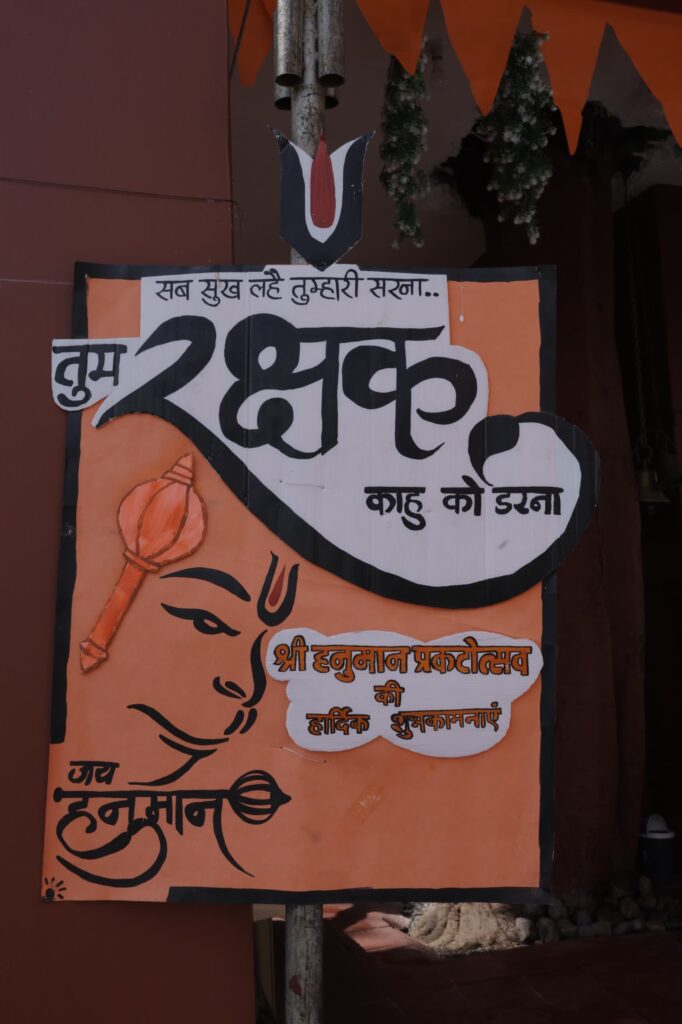 सब सुख लहै तुम्हारी सरना..
तुम रक्षक
काहु को डरना
श्री हनुमान प्रकटोत्सव
की
हार्दिक शुभकामनाएं
जय
हनुमान